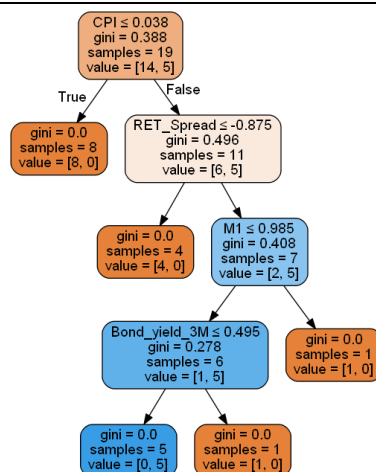 CPI ≤ 0.038
gini = 0.388
samples = 19
value = [14, 5]
True
False
gini = 0.0
samples = 8
value = [8, 0]
RET_Spread ≤ -0.875
gini = 0.496
samples = 11
value = [6, 5]
gini = 0.0
samples = 4
value = [4, 0]
M1 ≤ 0.985
gini = 0.408
samples = 7
value = [2, 5]
Bond_yield_3M ≤ 0.495
gini = 0.278
samples = 6
value = [1, 5]
gini = 0.0
samples = 1
value = [1, 0]
gini = 0.0
samples = 5
value = [0, 5]
gini = 0.0
samples = 1
value = [1, 0]